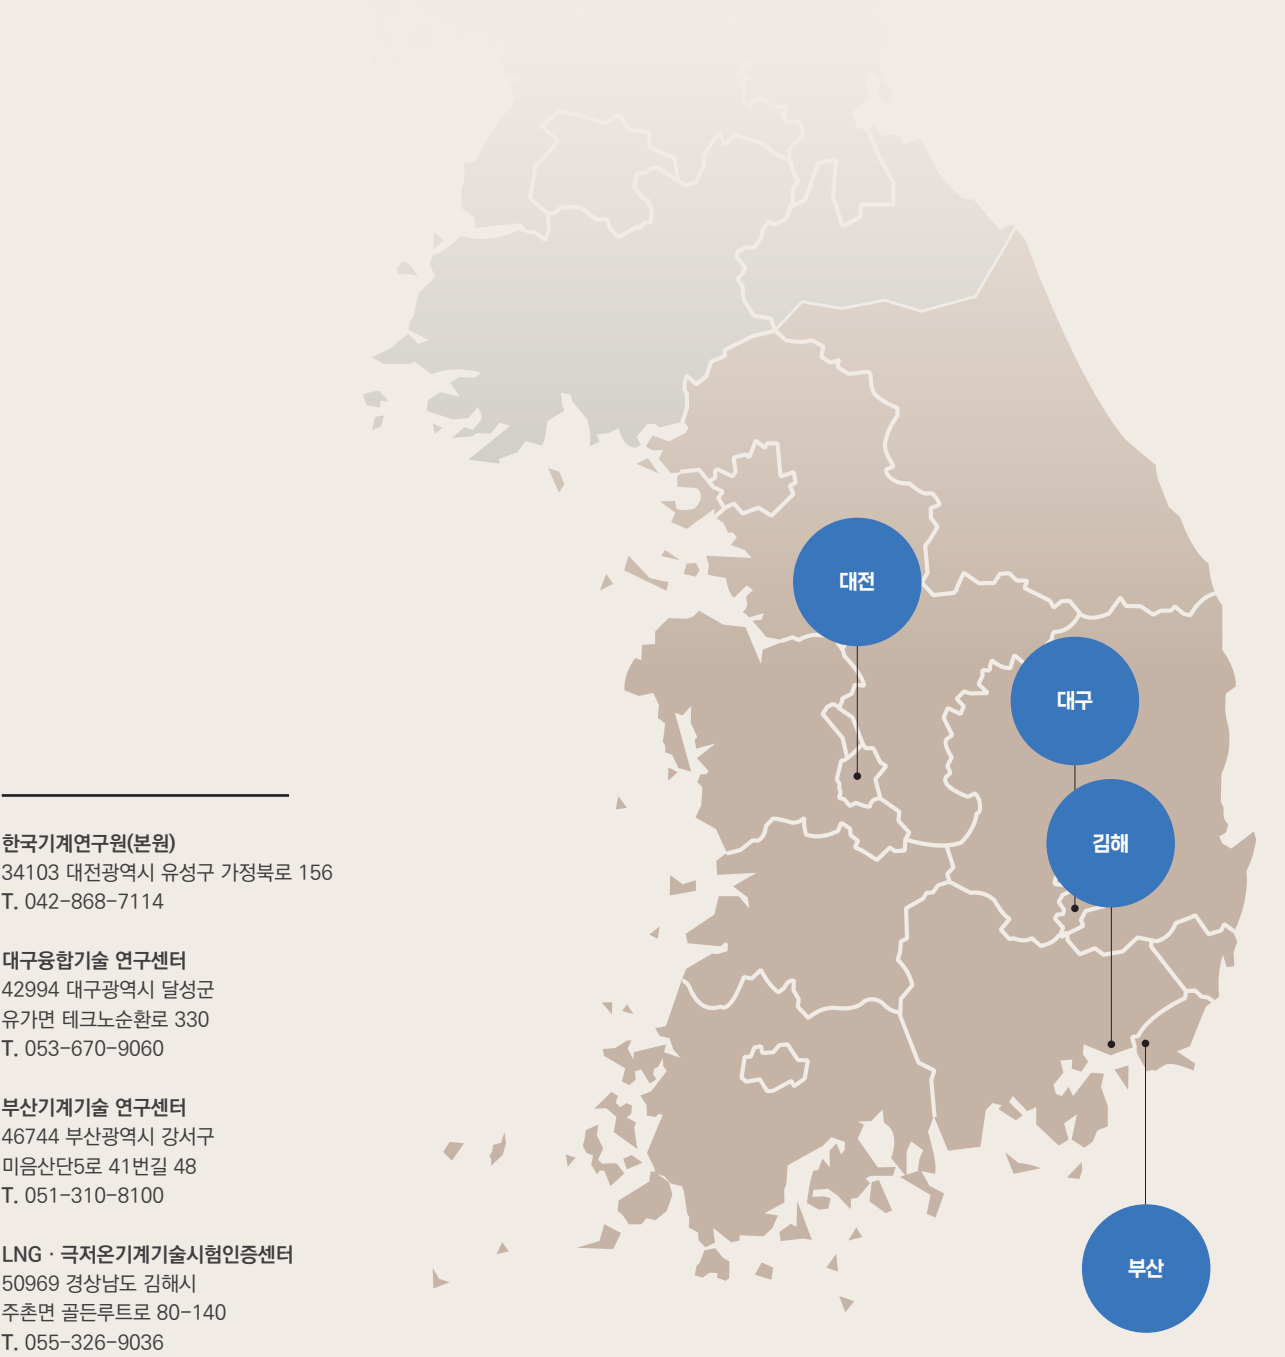 대전
대구
김해
부산
한국기계연구원(본원)
34103 대전광역시 유성구 가정북로 156
T. 042-868-7114
대구융합기술 연구센터
42994 대구광역시 달성군
유가면 테크노순환로 330
T. 053-670-9060
부산기계기술 연구센터
46744 부산광역시 강서구
미음산단5로 41번길 48
T. 051-310-8100
LNG · 극저온기계기술시험인증센터
50969 경상남도 김해시
주촌면 골든루트로 80-140
T. 055-326-9036